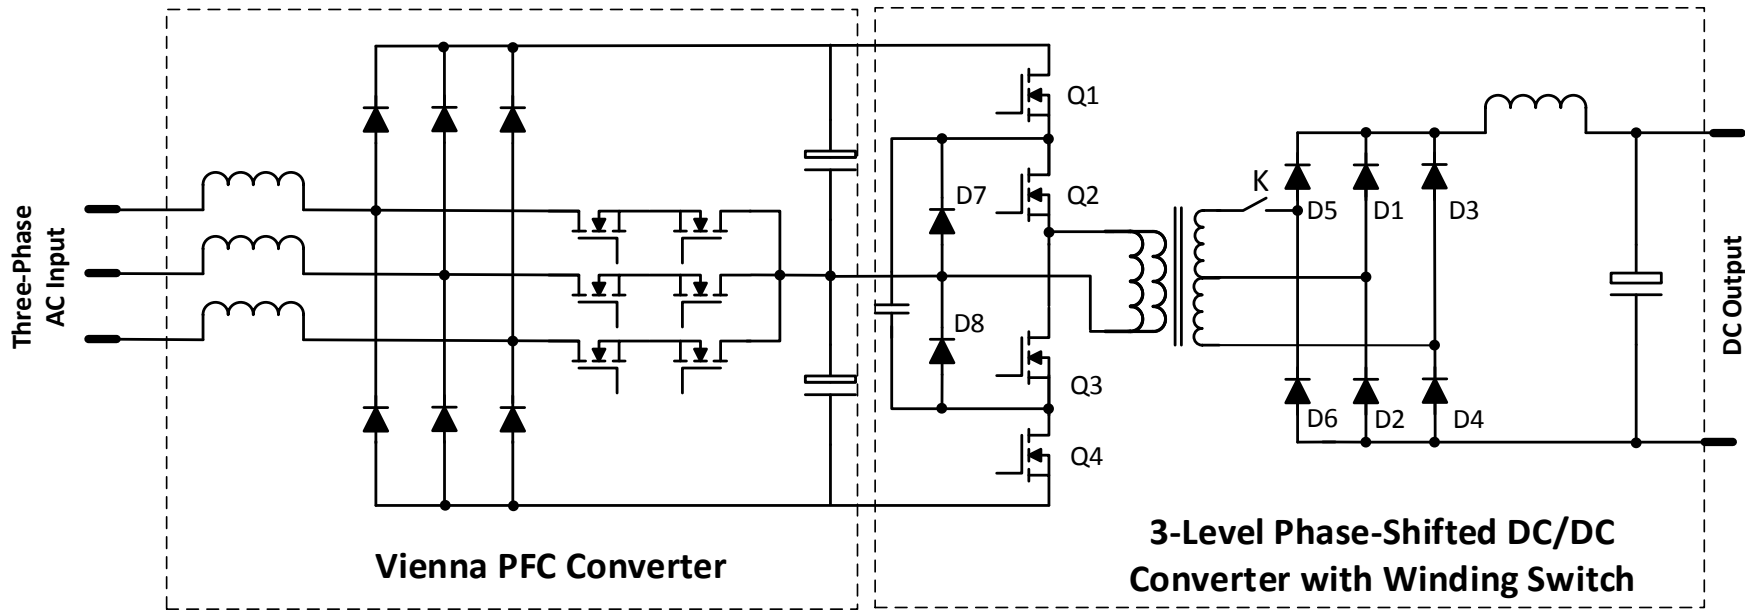 Three-Phase
AC Input
Q1
Q2
D7
K
D5
D1
D3
D8
Q3
D6
D2
D4
Q4
DC Output
Vienna PFC Converter
3-Level Phase-Shifted DC/DC
Converter with Winding Switch